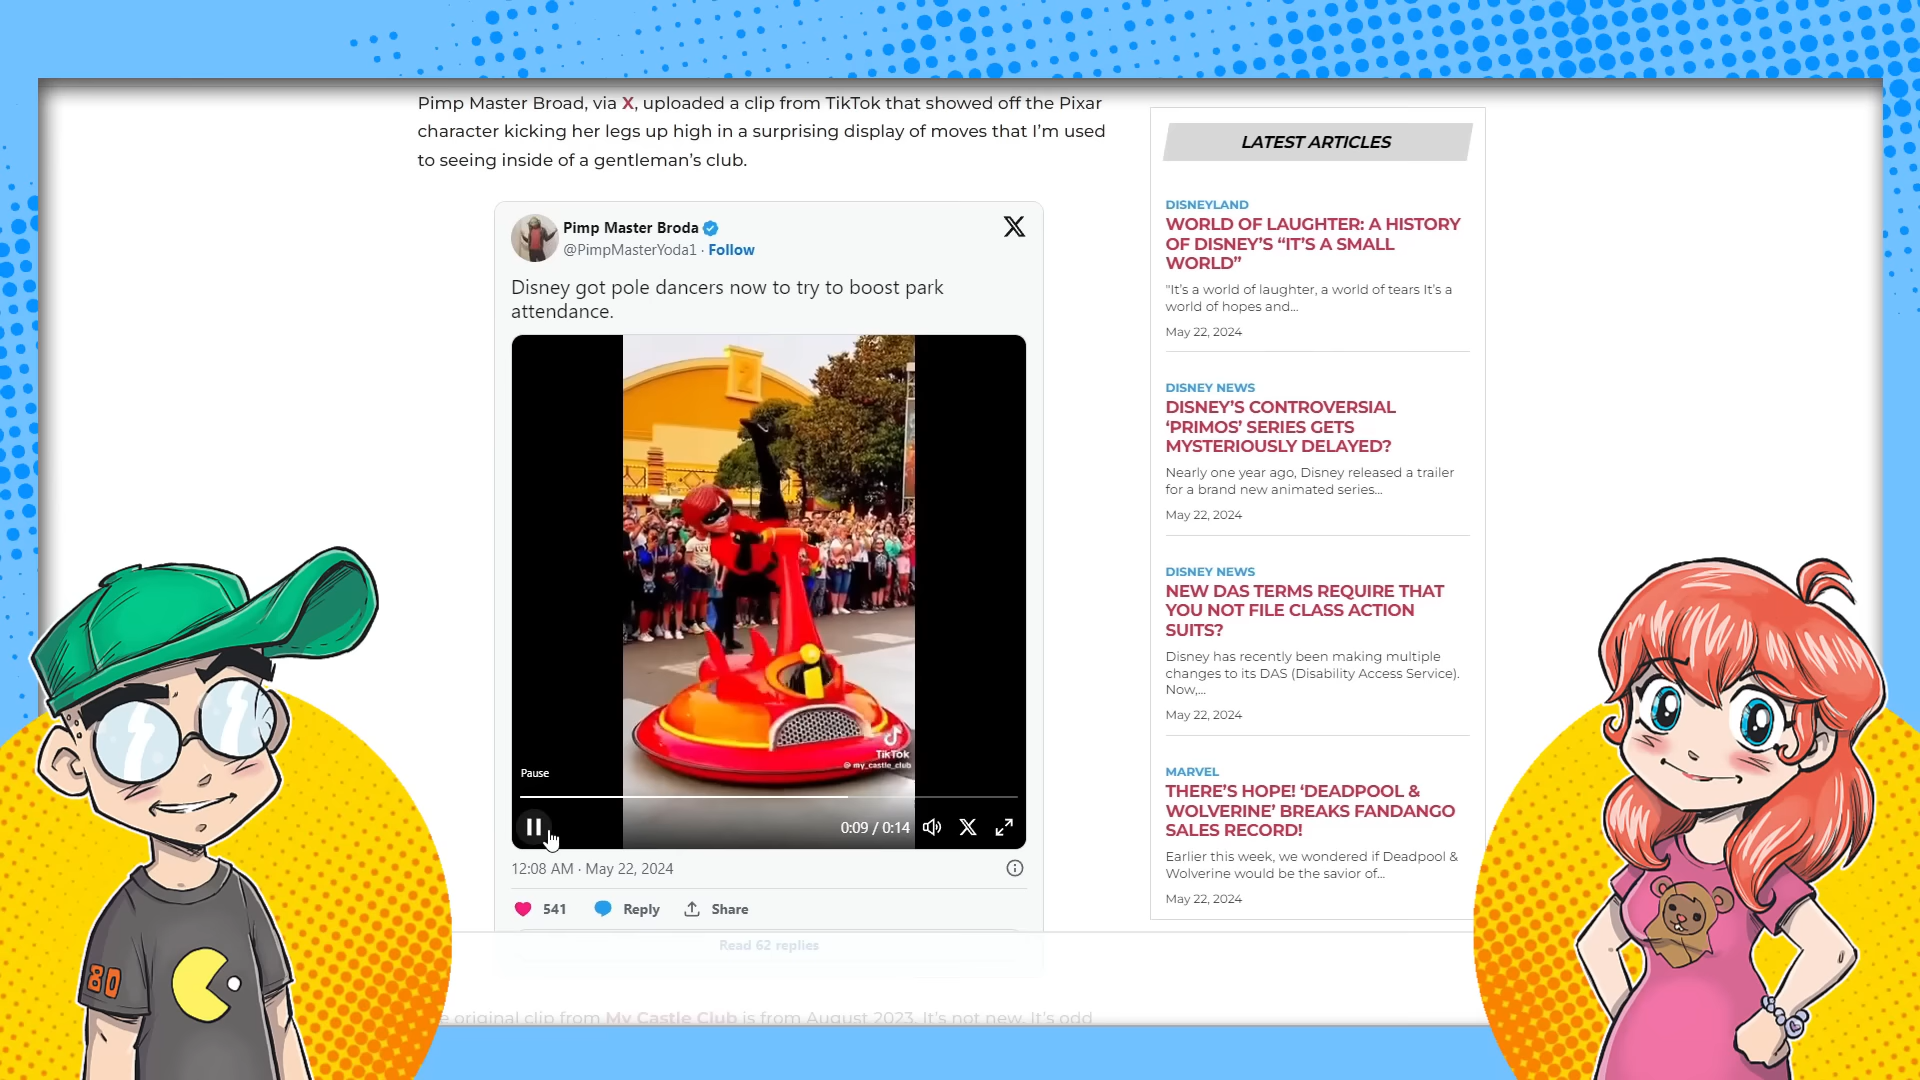 Pimp Master Broad, via X, uploaded a clip from TikTok that showed off the Pixar
character kicking her legs up high in a surprising display of moves that I’m used
to seeing inside of a gentleman’s club.
Pimp Master Broda
@PimpMasterYoda1 · Follow
Disney got pole dancers now to try to boost park
attendance.
TikTok
@my_castle_club
Pause
0:09 / 0:14
12:08 AM · May 22, 2024
541
Reply
Share
Read 62 replies
e original clip from My Castle Club is from August 2023. It’s not new. It’s odd
LATEST ARTICLES
DISNEYLAND
WORLD OF LAUGHTER: A HISTORY
OF DISNEY’S “IT’S A SMALL
WORLD”
"It’s a world of laughter, a world of tears It’s a
world of hopes and...
May 22, 2024
DISNEY NEWS
DISNEY’S CONTROVERSIAL
‘PRIMOS’ SERIES GETS
MYSTERIOUSLY DELAYED?
Nearly one year ago, Disney released a trailer
for a brand new animated series...
May 22, 2024
DISNEY NEWS
NEW DAS TERMS REQUIRE THAT
YOU NOT FILE CLASS ACTION
SUITS?
Disney has recently been making multiple
changes to its DAS (Disability Access Service).
Now,...
May 22, 2024
MARVEL
THERE’S HOPE! ‘DEADPOOL &
WOLVERINE’ BREAKS FANDANGO
SALES RECORD!
Earlier this week, we wondered if Deadpool &
Wolverine would be the savior of...
May 22, 2024
80